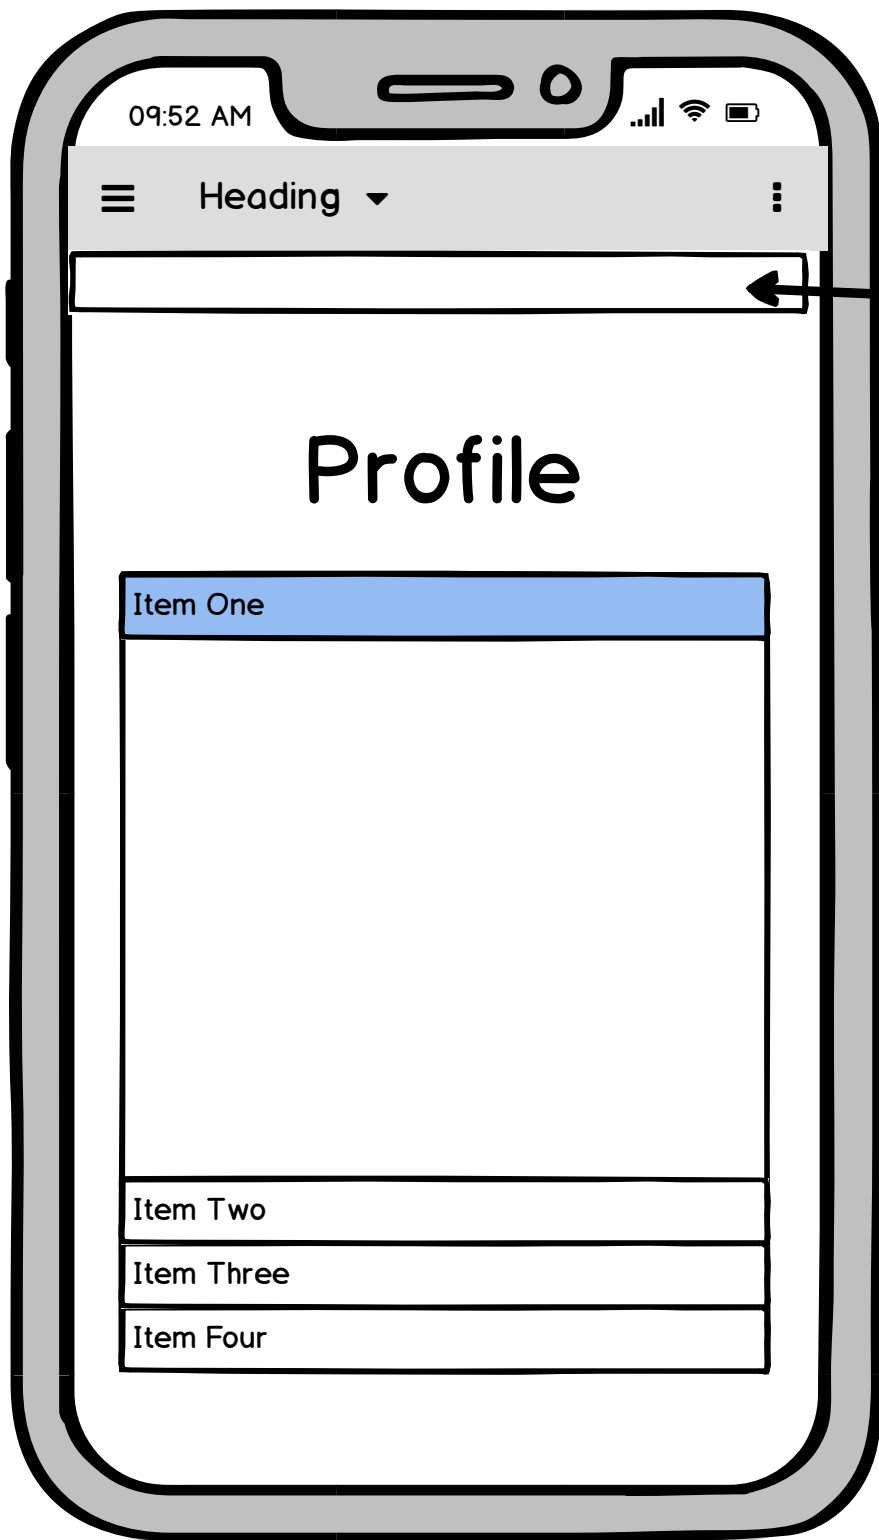 09:52 AM
Heading
Profile
Item One
Item Two
Item Three
Item Four